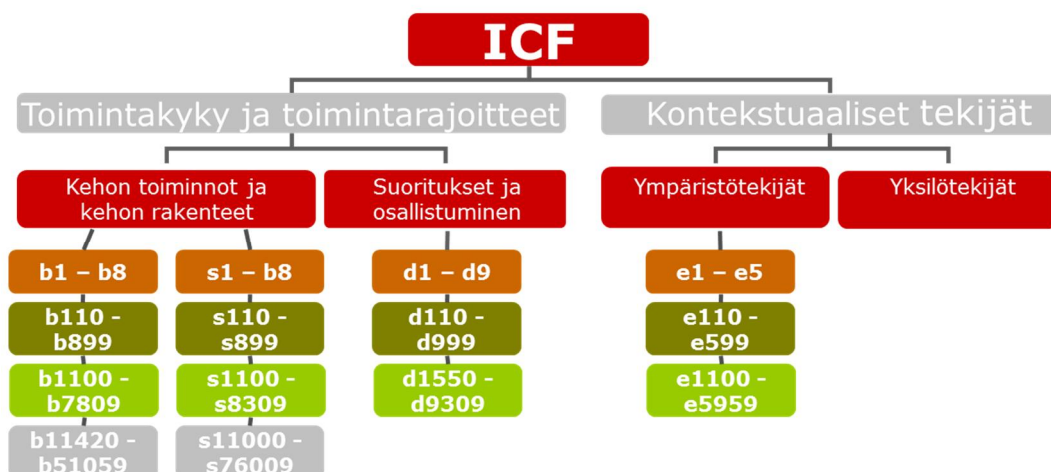 ICF
Toimintakyky ja toimintarajoitteet
Kontekstuaaliset tekijät
Kehon toiminnot ja
kehon rakenteet
Suoritukset ja
osallistuminen
Ympäristötekijät
Yksilötekijät
b1 – b8
s1 – b8
d1 – d9
e1 – e5
b110 -
b899
s110 -
s899
d110 -
d999
e110 -
e599
b1100 -
b7809
s1100 -
s8309
d1550 -
d9309
e1100 -
e5959
b11420 -
b51059
s11000 -
s76009